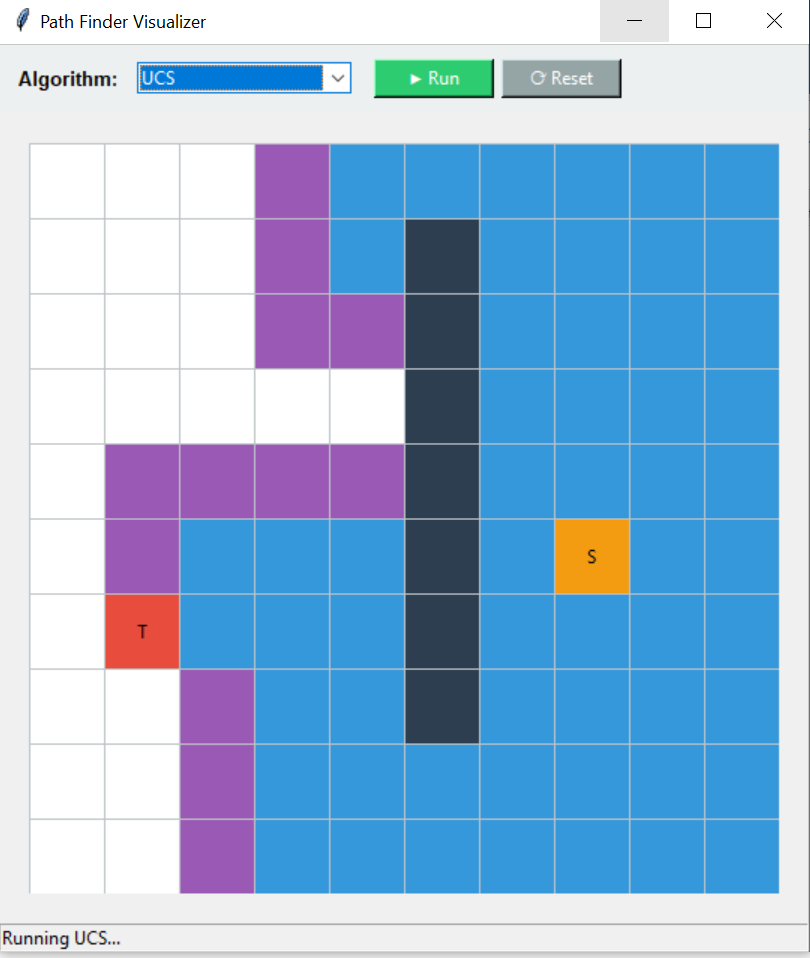 Path Finder Visualizer
Algorithm: UCS ► Run ⟳ Reset
S
T
Running UCS...